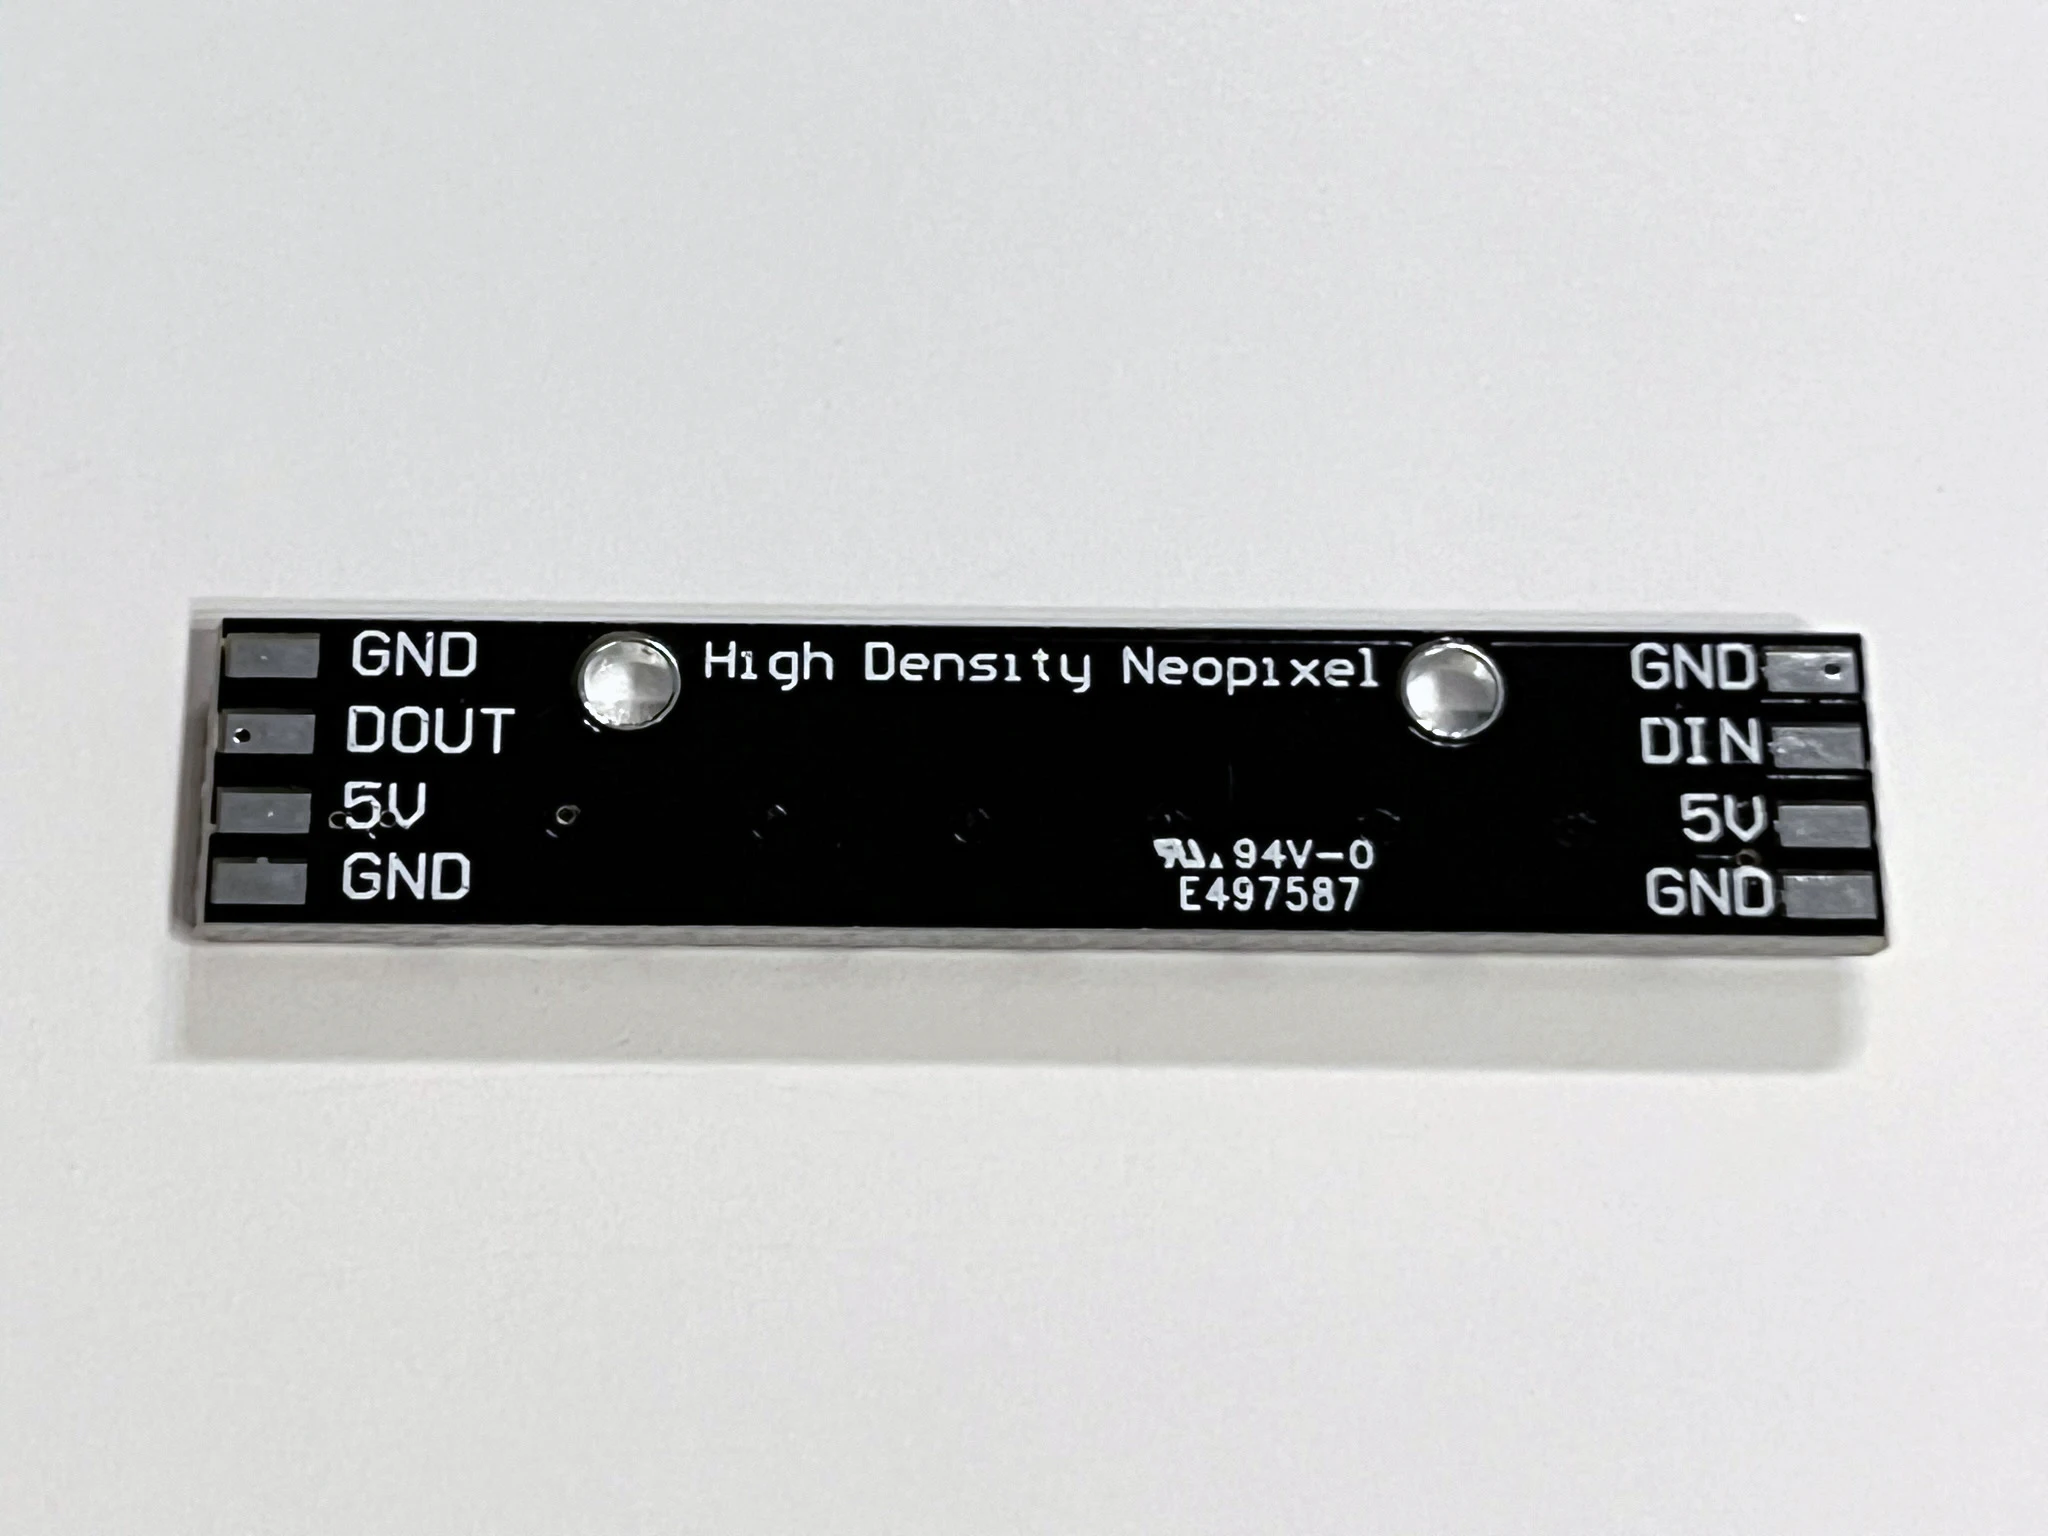 GND High Density Neopixel GND
DOUT DIN
5V 5V
94V-0
GND E497587 GND